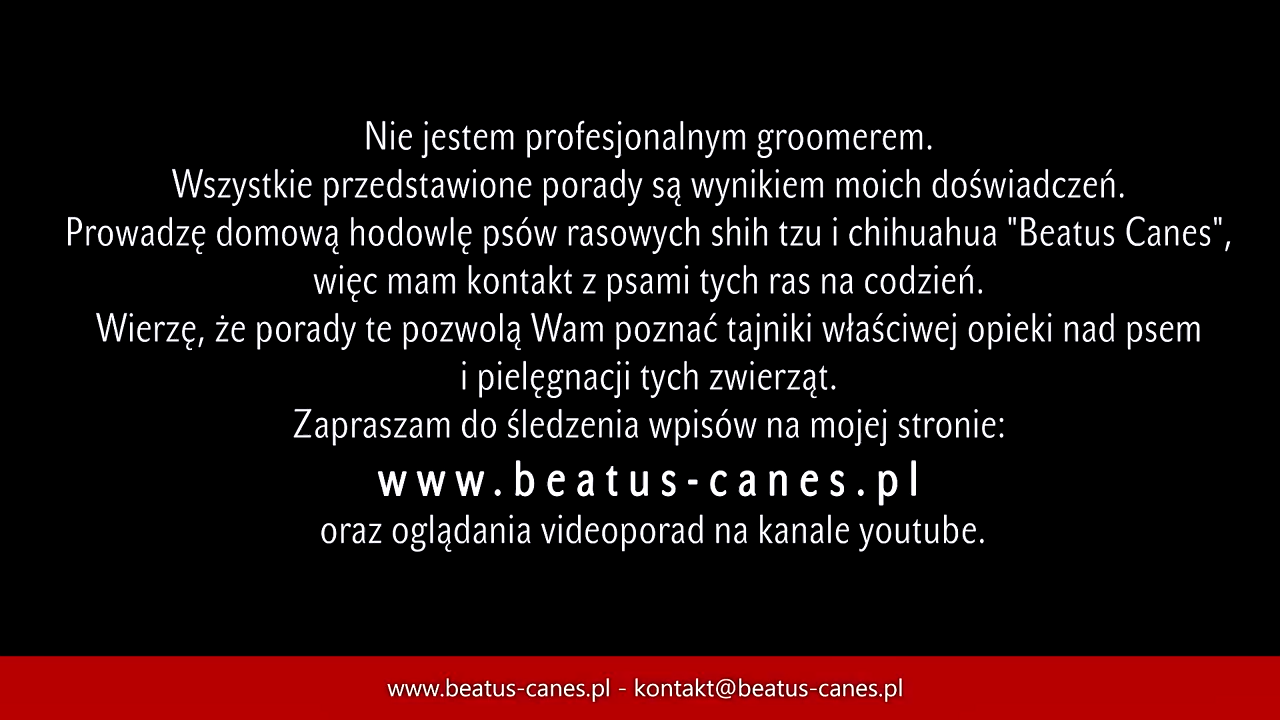 Nie jestem profesjonalnym groomerem.
Wszystkie przedstawione porady są wynikiem moich doświadczeń.
Prowadzę domową hodowlę psów rasowych shih tzu i chihuahua "Beatus Canes",
więc mam kontakt z psami tych ras na codzień.
Wierzę, że porady te pozwolą Wam poznać tajniki właściwej opieki nad psem
i pielęgnacji tych zwierząt.
Zapraszam do śledzenia wpisów na mojej stronie:
www.beatus-canes.pl
oraz oglądania videoporad na kanale youtube.
www.beatus-canes.pl - kontakt@beatus-canes.pl